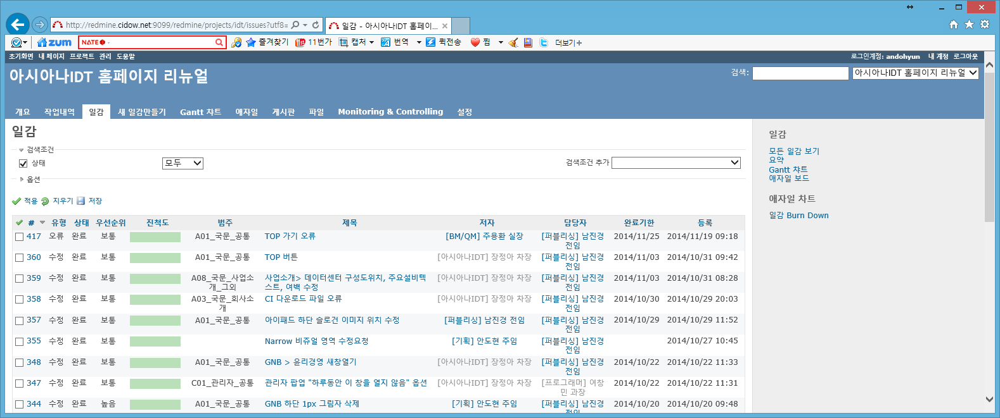 http://redmine.cidow.net:9099/redmine/projects/idt/issues?utf8= 일감 - 아시아나IDT 홈페이...
zum NATE 즐겨찾기 11번가 캡처 번역 퀵전송 찜 더보기+
초기화면 내 페이지 프로젝트 관리 도움말 로그인계정: andohyun 내 계정 로그아웃
아시아나IDT 홈페이지 리뉴얼 검색: 아시아나IDT 홈페이지 리뉴얼
개요 작업내역 일감 새 일감만들기 Gantt 챠트 애자일 게시판 파일 Monitoring & Controlling 설정
일감
검색조건
상태 모두 검색조건 추가
옵션
적용 지우기 저장
# 유형 상태 우선순위 진척도 범주 제목 저자 담당자 완료기한 등록
417 오류 완료 보통 A01_국문_공통 TOP 가기 오류 [BM/QM] 주용환 실장 [퍼블리싱] 남진경 2014/11/25 2014/11/19 09:18
전임
360 수정 완료 보통 A01_국문_공통 TOP 버튼 [아시아나IDT] 장정아 차장 [퍼블리싱] 남진경 2014/11/03 2014/10/31 09:42
전임
359 수정 완료 보통 A08_국문_사업소 사업소개> 데이터센터 구성도위치, 주요설비텍 [아시아나IDT] 장정아 차장 [퍼블리싱] 남진경 2014/11/03 2014/10/31 08:28
개_그외 스트, 여백 수정 전임
358 수정 완료 보통 A03_국문_회사소 CI 다운로드 파일 오류 [아시아나IDT] 장정아 차장 [퍼블리싱] 남진경 2014/10/30 2014/10/29 20:03
개 전임
357 수정 완료 보통 A01_국문_공통 아이패드 하단 슬로건 이미지 위치 수정 [퍼블리싱] 남진경 전임 [퍼블리싱] 남진경 2014/10/29 2014/10/29 11:52
전임
355 수정 완료 보통 Narrow 비쥬얼 영역 수정요청 [기획] 안도현 주임 [퍼블리싱] 남진경 2014/10/27 10:45
전임
348 수정 완료 보통 A01_국문_공통 GNB > 윤리경영 새창열기 [아시아나IDT] 장정아 차장 [퍼블리싱] 남진경 2014/10/22 2014/10/22 11:33
전임
347 수정 완료 보통 C01_관리자_공통 관리자 팝업 "하루동안 이 창을 열지 않음" 옵션 [아시아나IDT] 장정아 차장 [프로그래머] 여창 2014/10/22 2014/10/22 11:31
민 과장
344 수정 완료 높음 A01_국문_공통 GNB 하단 1px 그림자 삭제 [기획] 안도현 주임 [퍼블리싱] 남진경 2014/10/20 2014/10/20 09:48
전임
일감
모든 일감 보기
요약
Gantt 챠트
애자일 보드
애자일 차트
일감 Burn Down